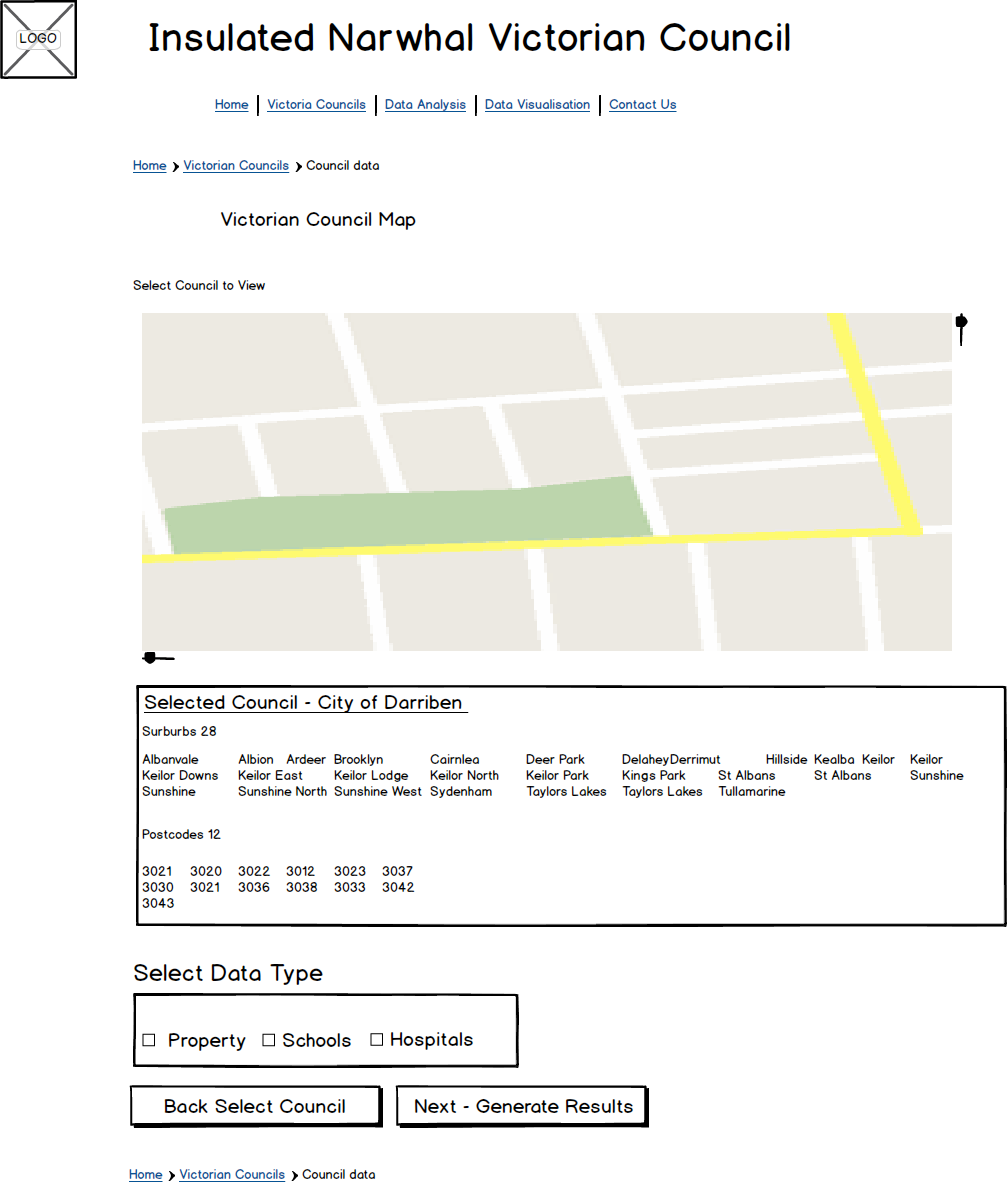 LOGO
Insulated Narwhal Victorian Council
Home Victoria Councils Data Analysis Data Visualisation Contact Us
Home Victorian Councils Council data
Victorian Council Map
Select Council to View
Selected Council - City of Darriben
Surburbs 28
Albanvale Albion Ardeer Brooklyn Cairnlea Deer Park DelaheyDerrimut Hillside Kealba Keilor Keilor
Keilor Downs Keilor East Keilor Lodge Keilor North Keilor Park Kings Park St Albans St Albans Sunshine
Sunshine Sunshine North Sunshine West Sydenham Taylors Lakes Taylors Lakes Tullamarine
Postcodes 12
3021 3020 3022 3012 3023 3037
3030 3021 3036 3038 3033 3042
3043
Select Data Type
Property Schools Hospitals
Back Select Council Next - Generate Results
Home Victorian Councils Council data